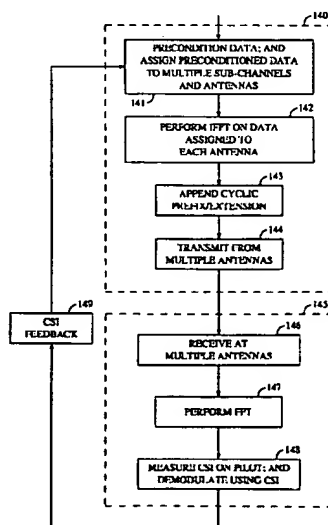 140
PRECONDITION DATA; AND
ASSIGN PRECONDITIONED DATA
TO MULTIPLE SUB-CHANNELS
AND ANTENNAS
141
142
PERFORM IFFT ON DATA
ASSIGNED TO
EACH ANTENNA
143
APPEND CYCLIC
PREFIX/EXTENSION
144
TRANSMIT FROM
MULTIPLE ANTENNAS
149
CSI
FEEDBACK
145
146
RECEIVE AT
MULTIPLE ANTENNAS
147
PERFORM FFT
148
MEASURE CSI ON PILOT; AND
DEMODULATE USING CSI